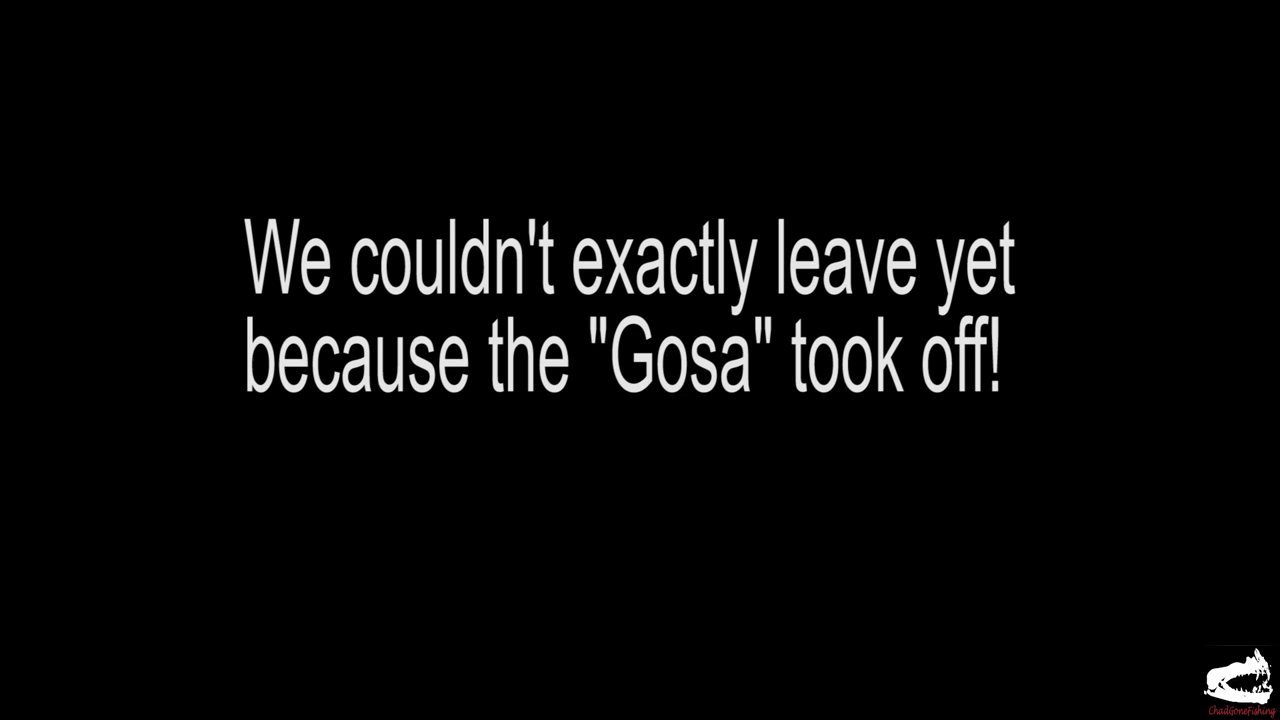 We couldn't exactly leave yet
because the "Gosa" took off!
ChadGoneFishing